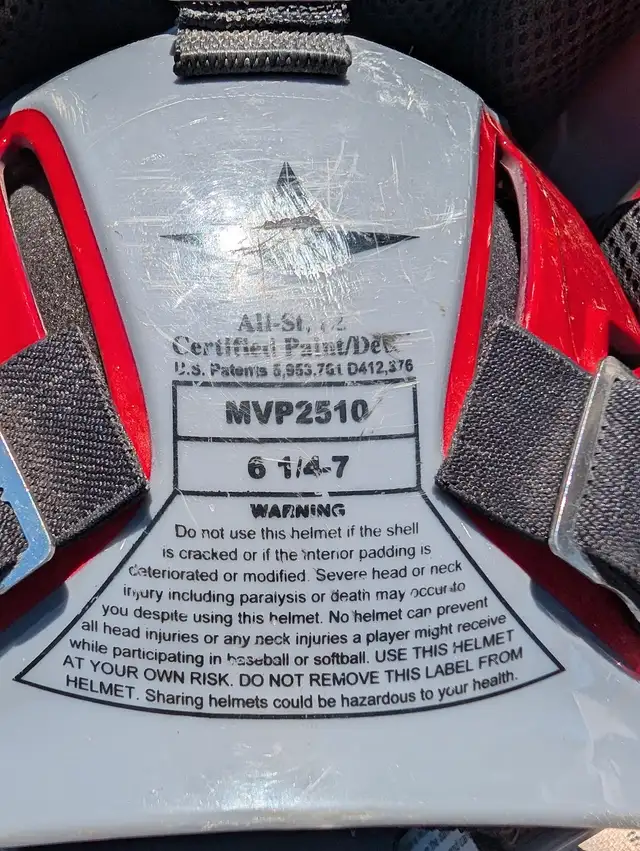 All-St
Certified Paint/De
U.S. Patents 5,953,761 D412,376
MVP2510
6 1/4-7
WARNING
Do not use this helmet if the shell
is cracked or if the interior padding is
deteriorated or modified. Severe head or neck
injury including paralysis or death may occur to
you despite using this helmet. No helmet can prevent
all head injuries or any neck injuries a player might receive
while participating in baseball or softball. USE THIS HELMET
AT YOUR OWN RISK. DO NOT REMOVE THIS LABEL FROM
HELMET. Sharing helmets could be hazardous to your health.